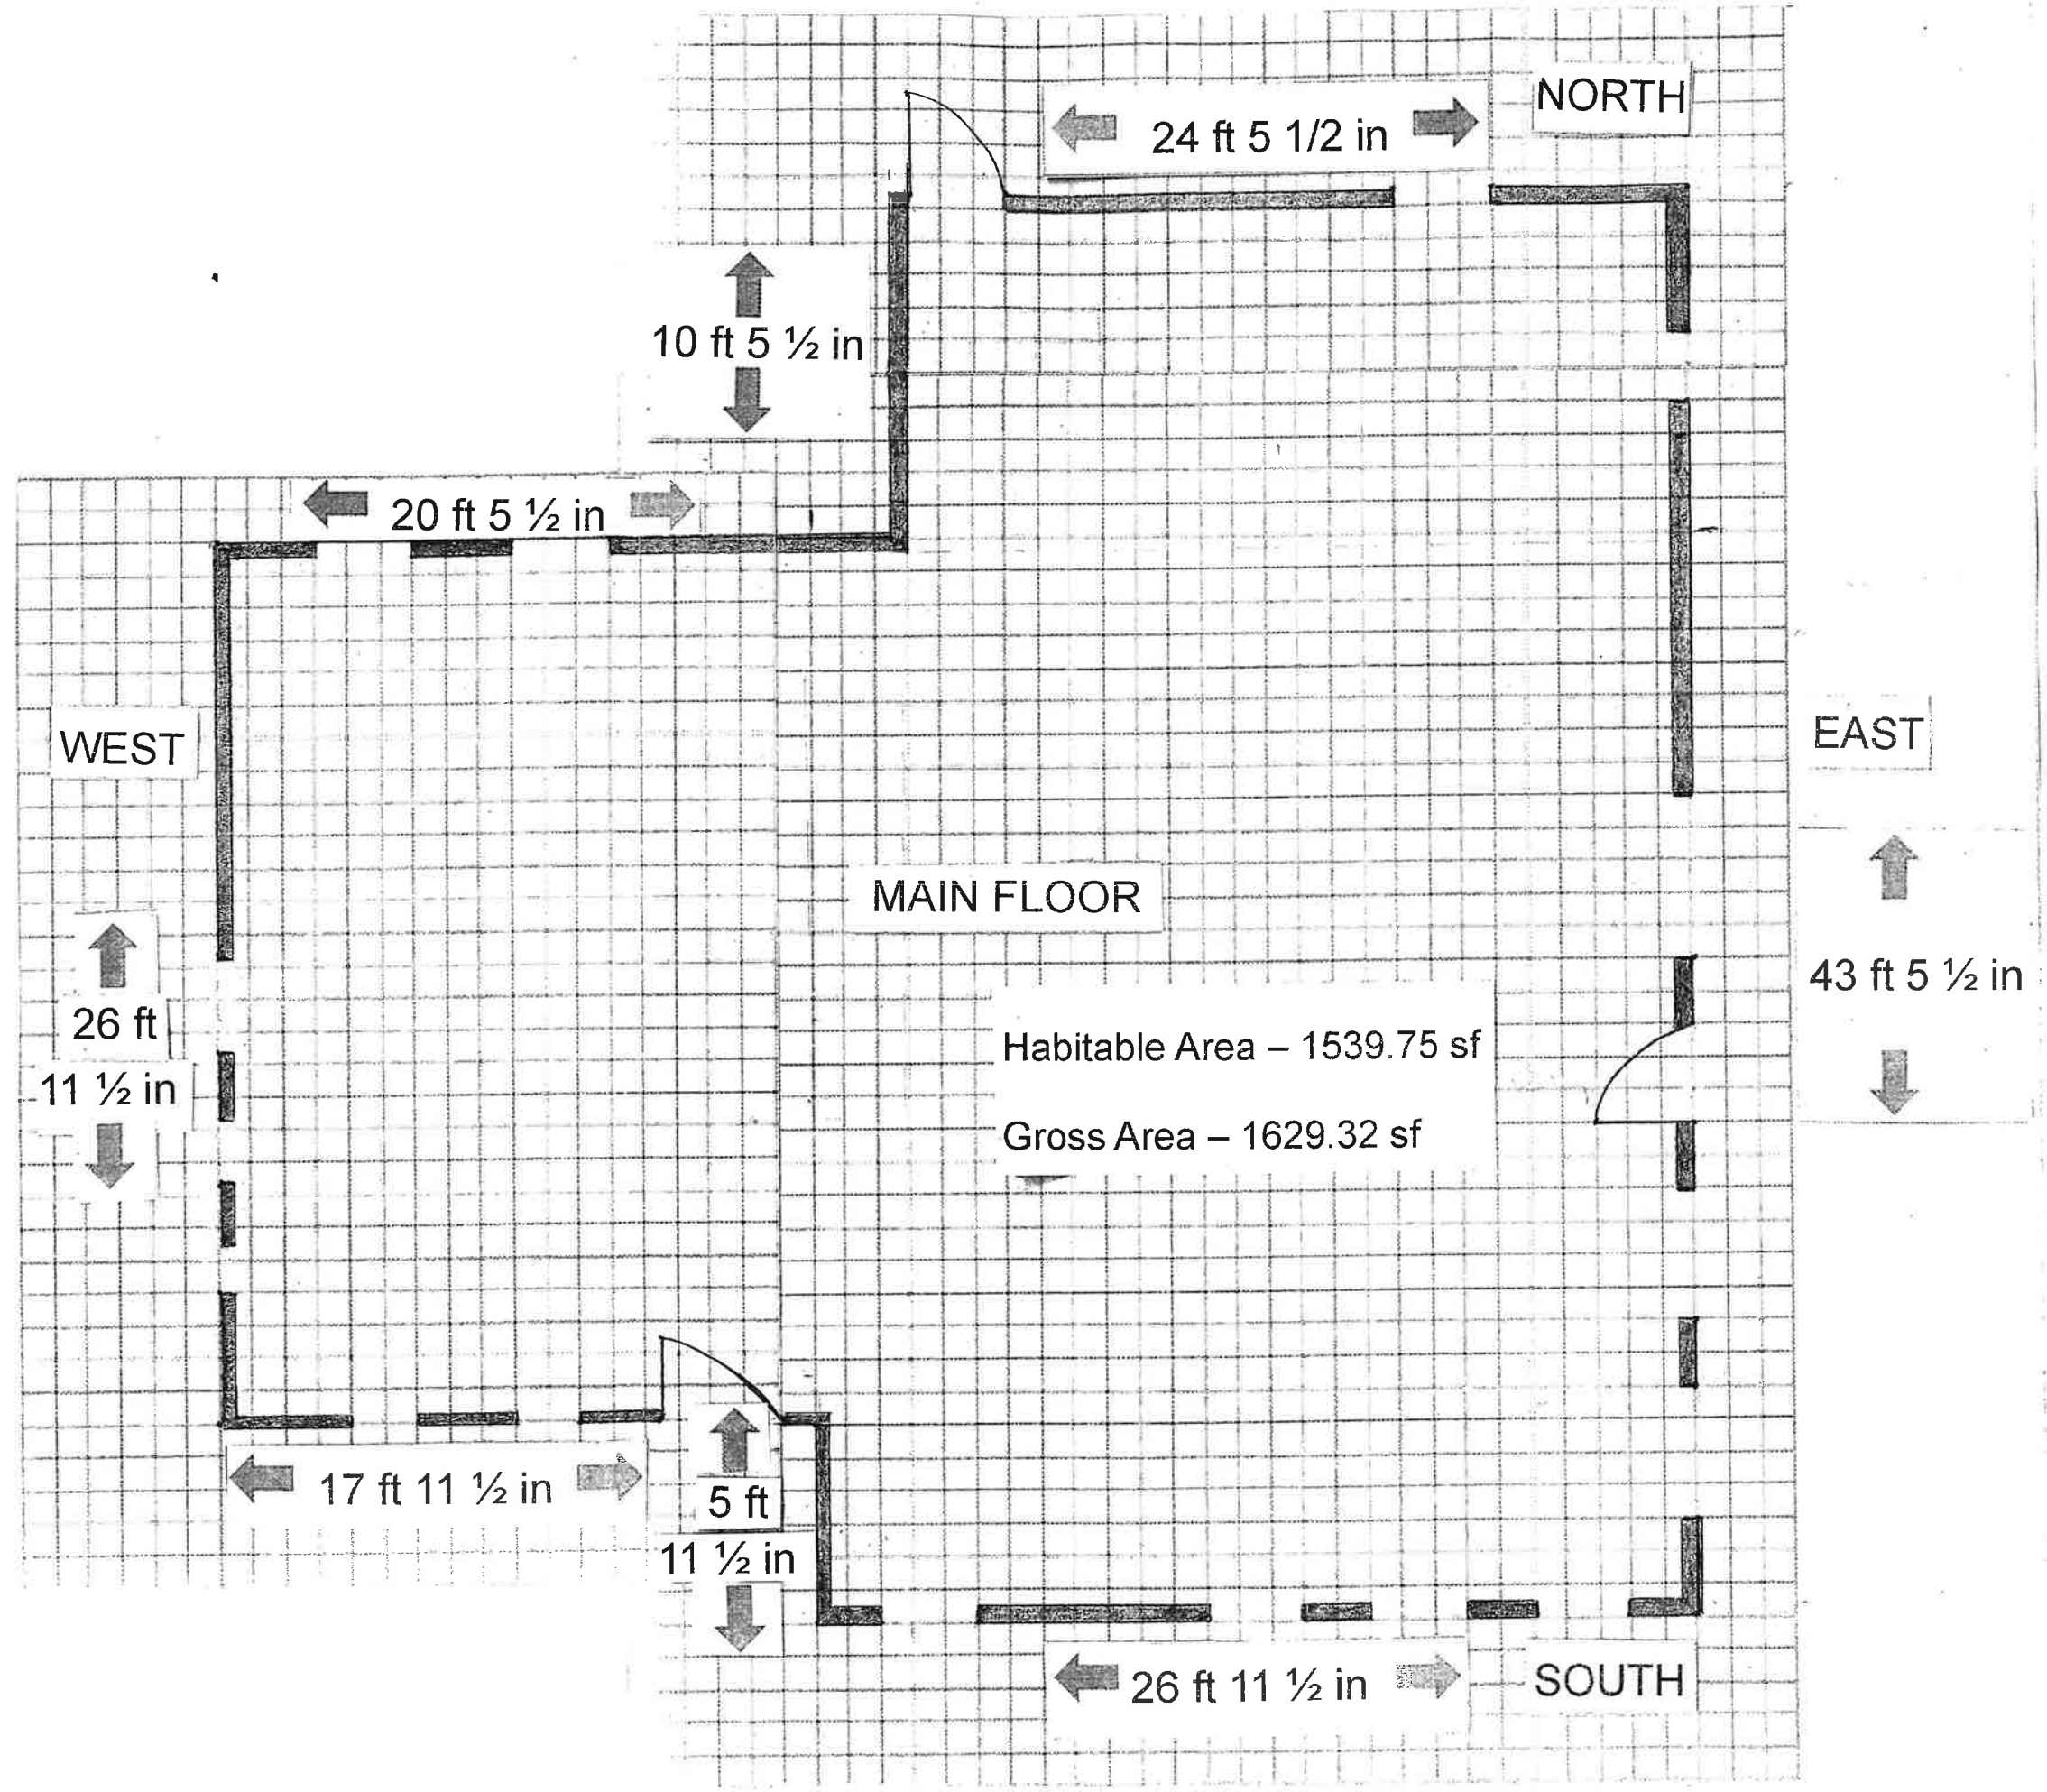 NORTH
24 ft 5 1/2 in
10 ft 5 ½ in
20 ft 5 ½ in
WEST
EAST
MAIN FLOOR
26 ft
11 ½ in
43 ft 5 ½ in
Habitable Area – 1539.75 sf
Gross Area – 1629.32 sf
17 ft 11 ½ in
5 ft
11 ½ in
26 ft 11 ½ in
SOUTH